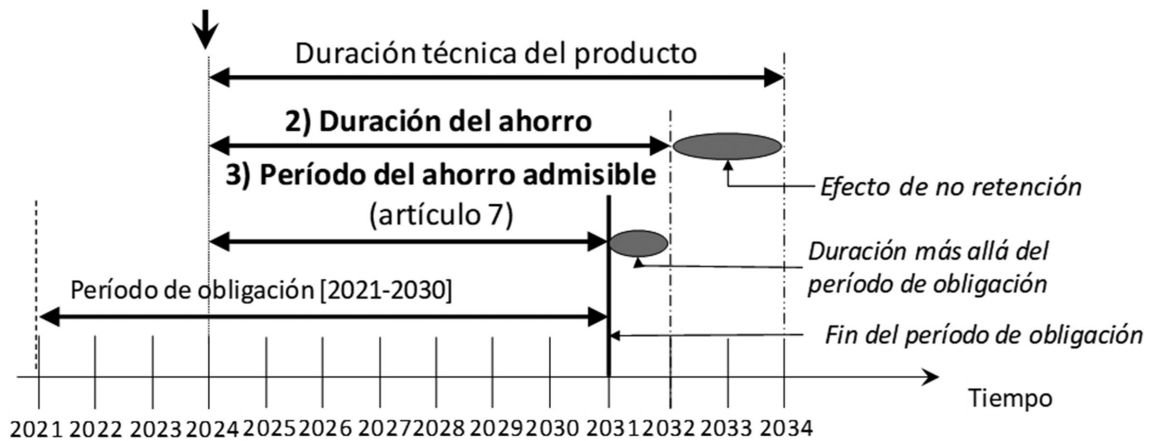 Duración técnica del producto
2) Duración del ahorro
3) Período del ahorro admisible
(artículo 7)
Efecto de no retención
Duración más allá del
período de obligación
Período de obligación [2021-2030]
Fin del período de obligación
Tiempo
2021 2022 2023 2024 2025 2026 2027 2028 2029 2030 2031 2032 2033 2034